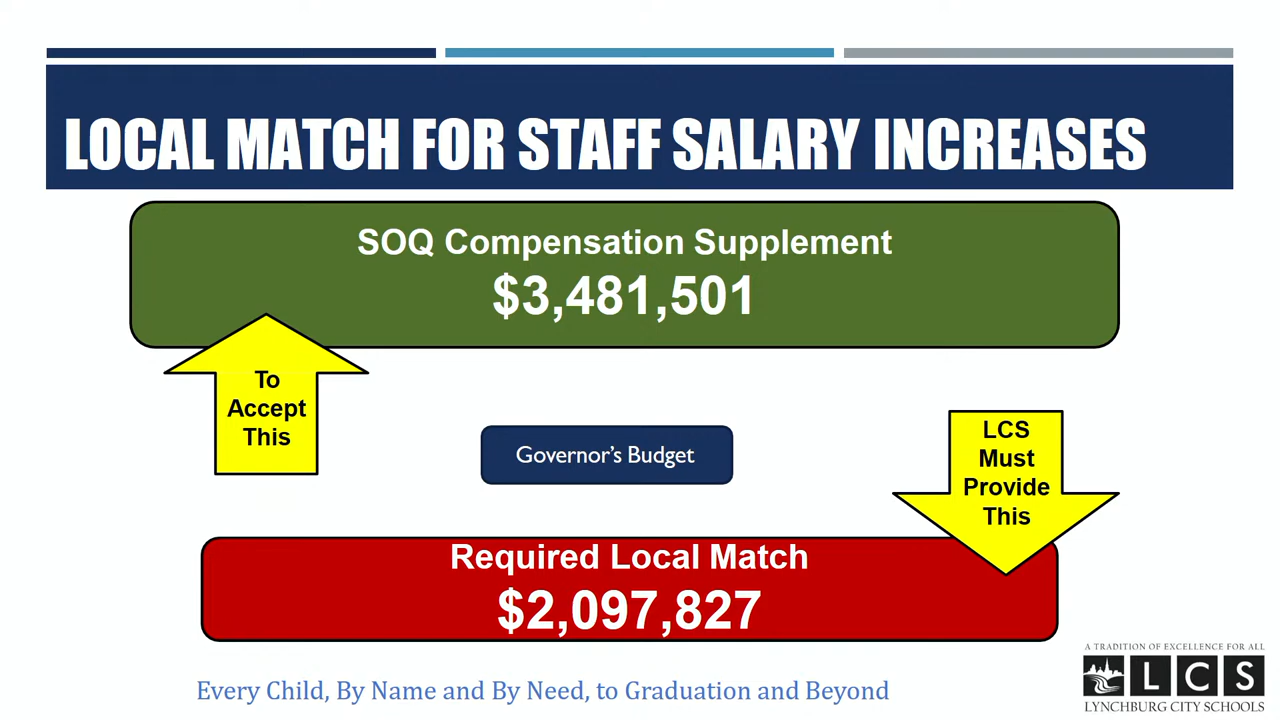 LOCAL MATCH FOR STAFF SALARY INCREASES
SOQ Compensation Supplement
$3,481,501
To
Accept
This
Governor's Budget
LCS
Must
Provide
This
Required Local Match
$2,097,827
Every Child, By Name and By Need, to Graduation and Beyond
A TRADITION OF EXCELLENCE FOR ALL
LCS
LYNCHBURG CITY SCHOOLS